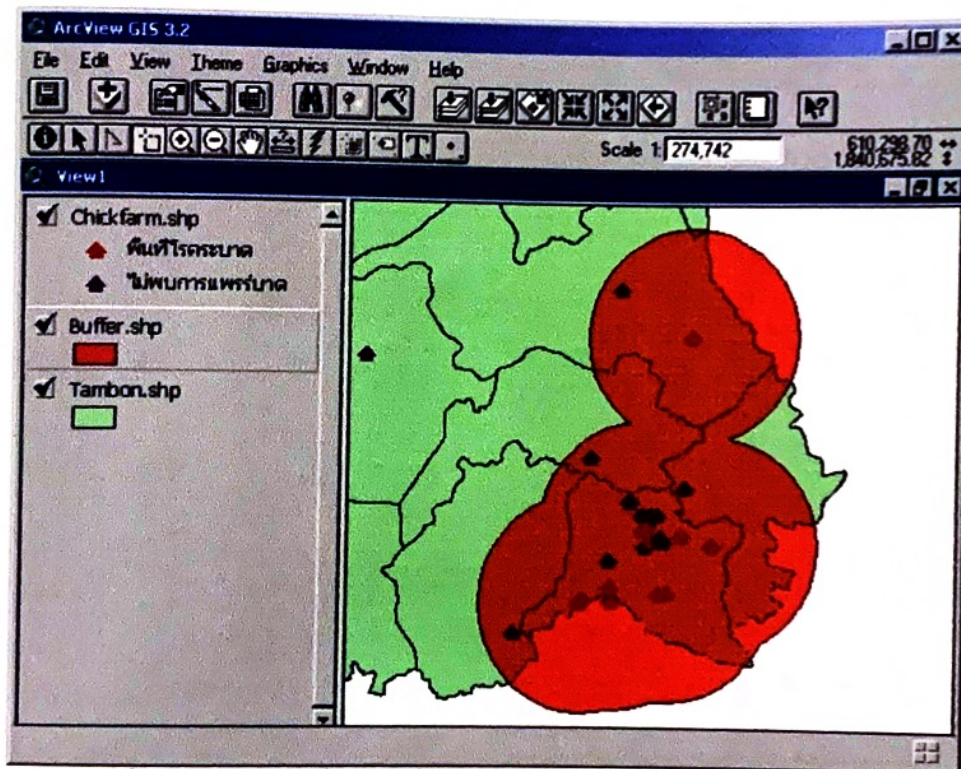 ArcView GIS 3.2
File Edit View Theme Graphics Window Help
Scale 1: 274,742
610,298.70
1,840,675.82
View1
Chickfarm.shp
พื้นที่โรคระบาด
ไม่พบการแพร่บาด
Buffer.shp
Tambon.shp